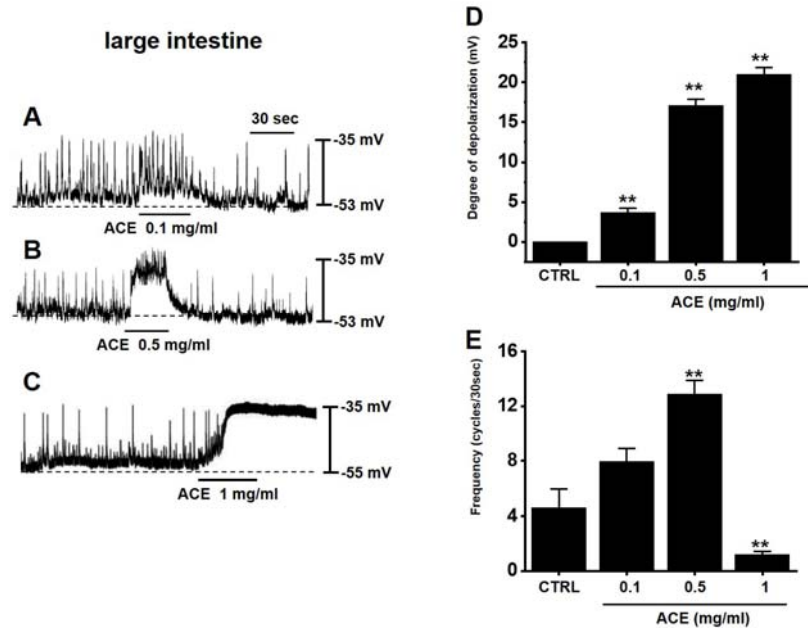 large intestine
A
30 sec
-35 mV
-53 mV
ACE 0.1 mg/ml
B
-35 mV
-53 mV
ACE 0.5 mg/ml
C
-35 mV
-55 mV
ACE 1 mg/ml
D
Degree of depolarization (mV)
25
20
15
10
5
0
**
**
**
CTRL 0.1 0.5 1
ACE (mg/ml)
E
Frequency (cycles/30sec)
16
12
8
4
0
**
**
CTRL 0.1 0.5 1
ACE (mg/ml)